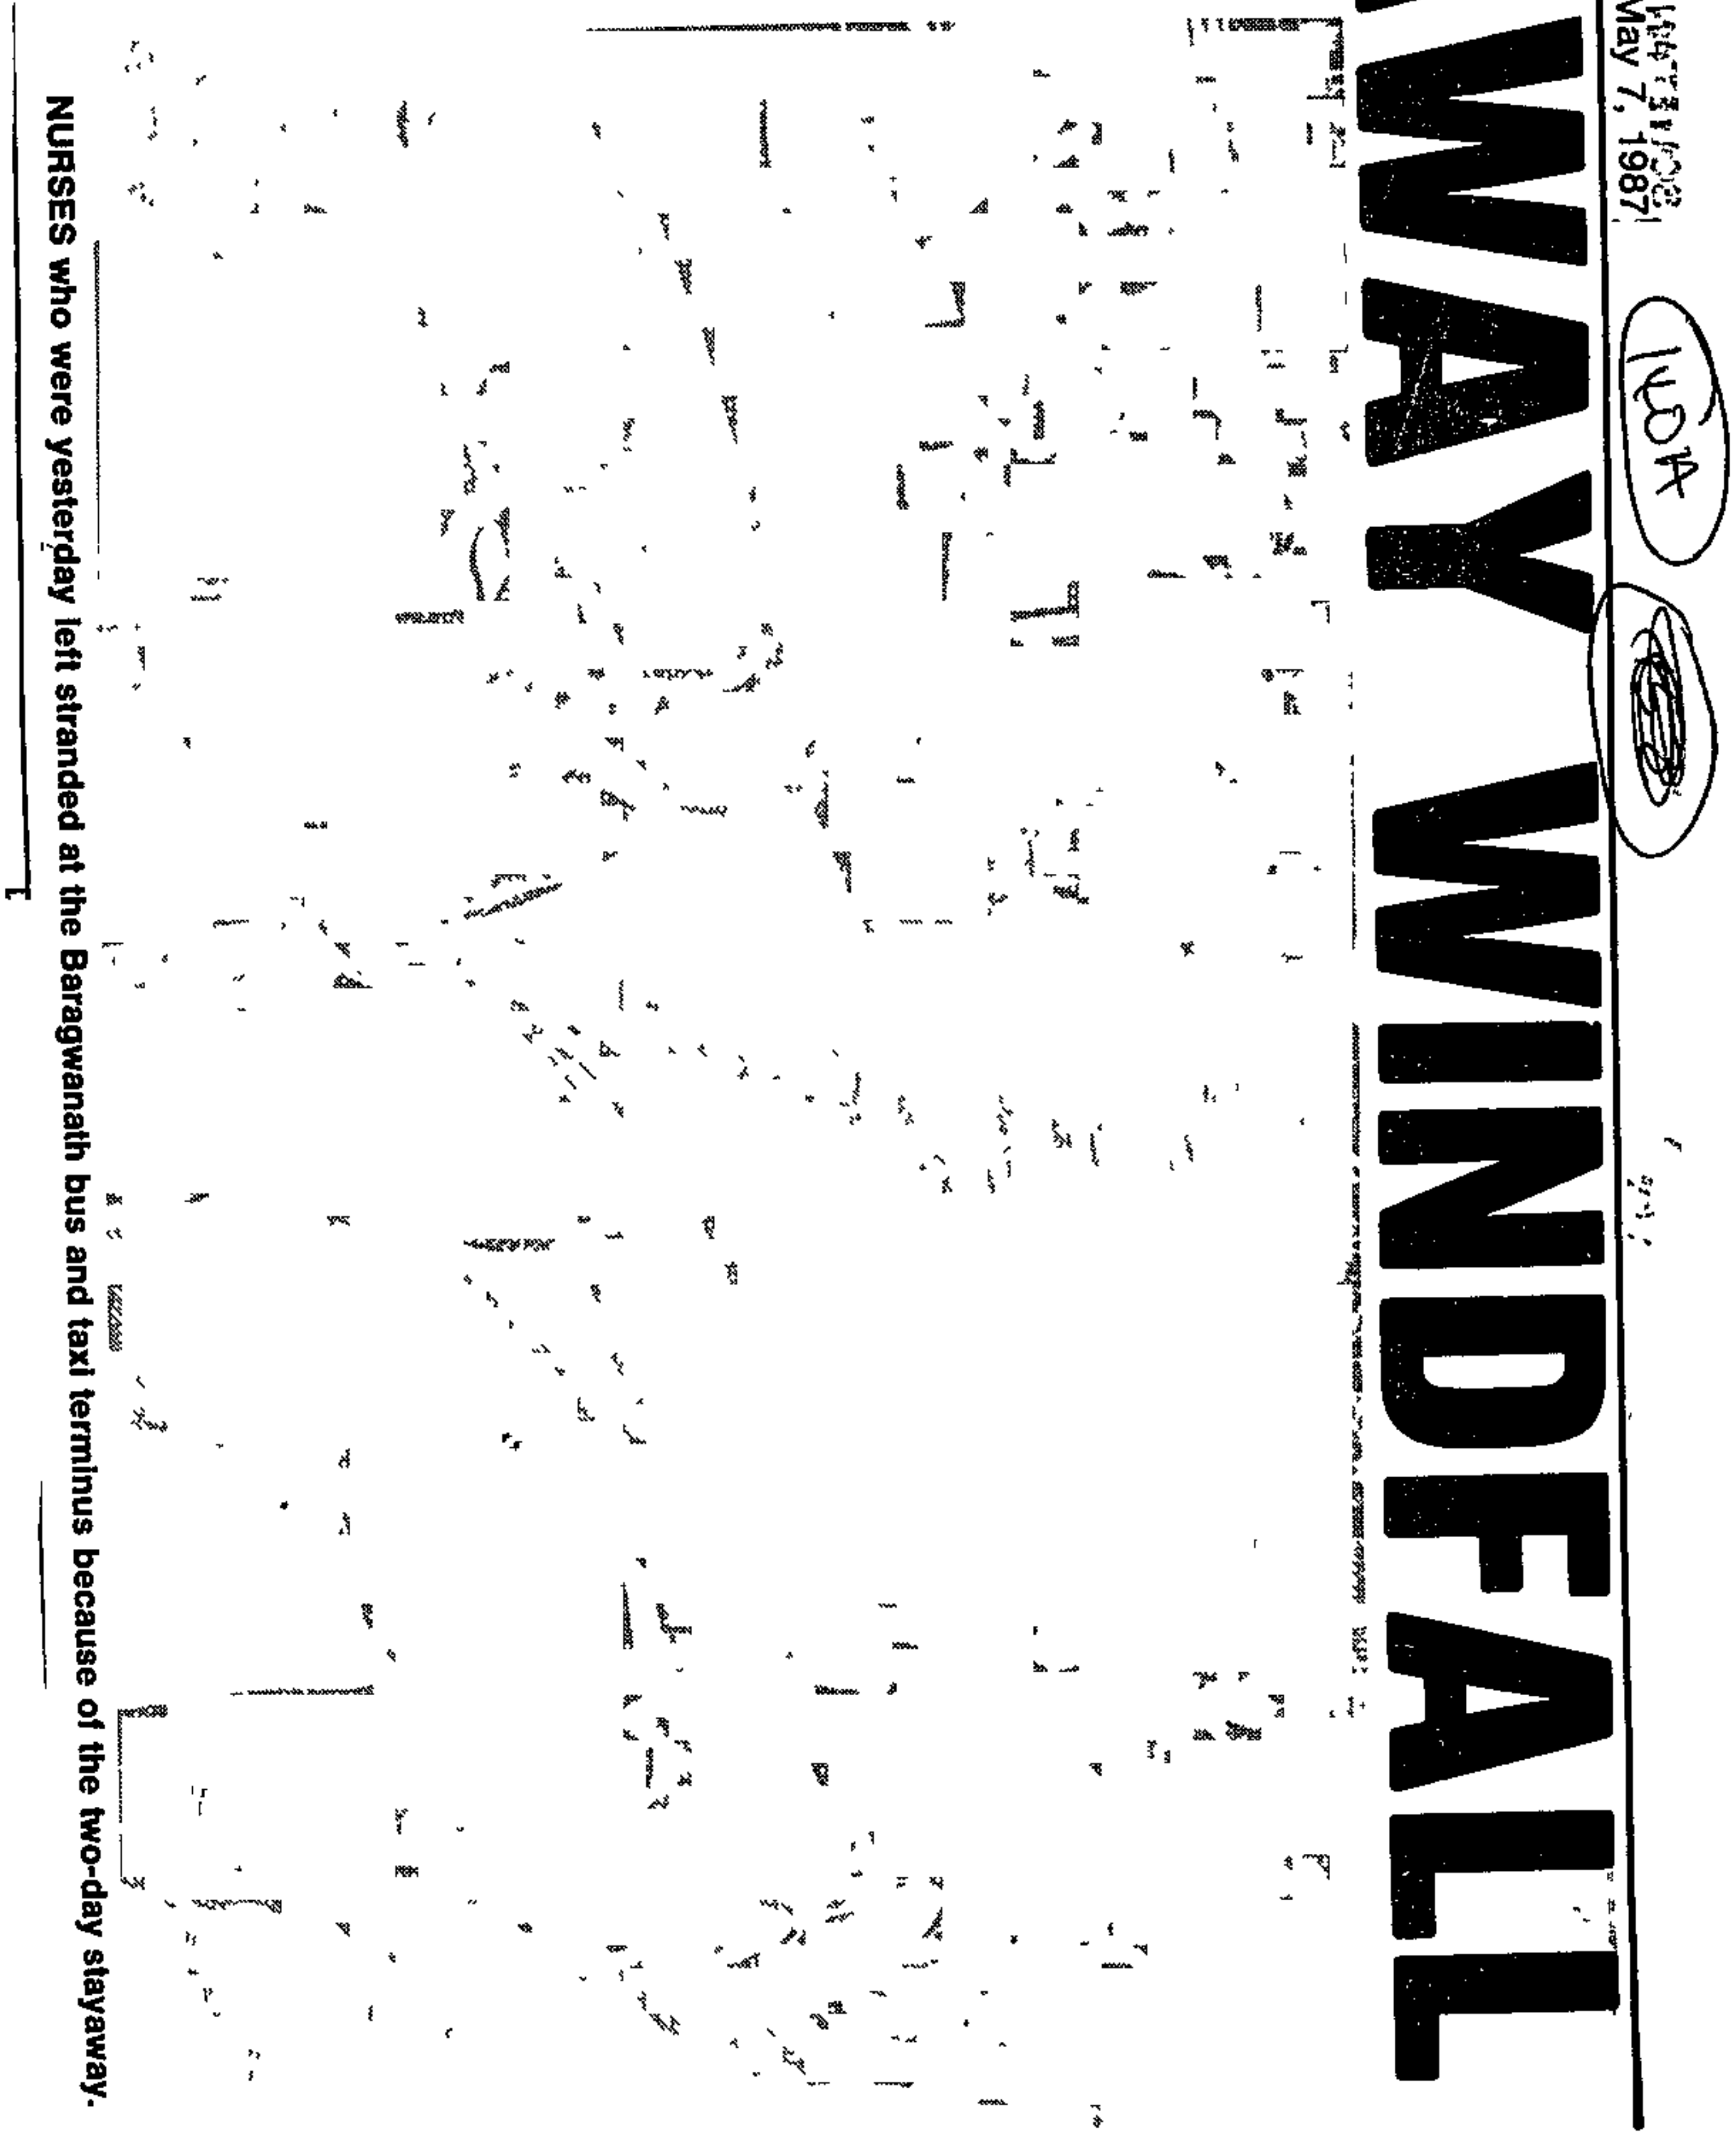 May 7, 1987
WAY WINDFALL
NURSES who were yesterday left stranded at the Baragwanath bus and taxi terminus because of the two-day stayaway.
1